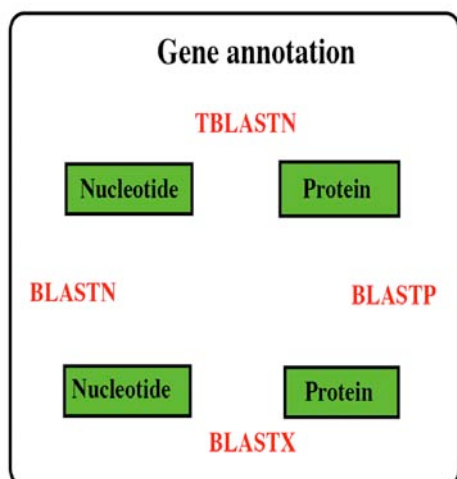 Gene annotation
TBLASTN
Nucleotide Protein
BLASTN BLASTP
Nucleotide Protein
BLASTX